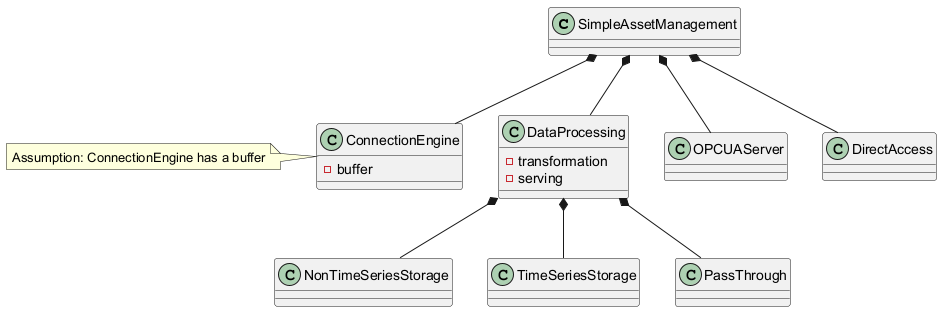 C SimpleAssetManagement
Assumption: ConnectionEngine has a buffer
C ConnectionEngine
buffer
C DataProcessing
transformation
serving
C OPCUAServer
C DirectAccess
C NonTimeSeriesStorage
C TimeSeriesStorage
C PassThrough